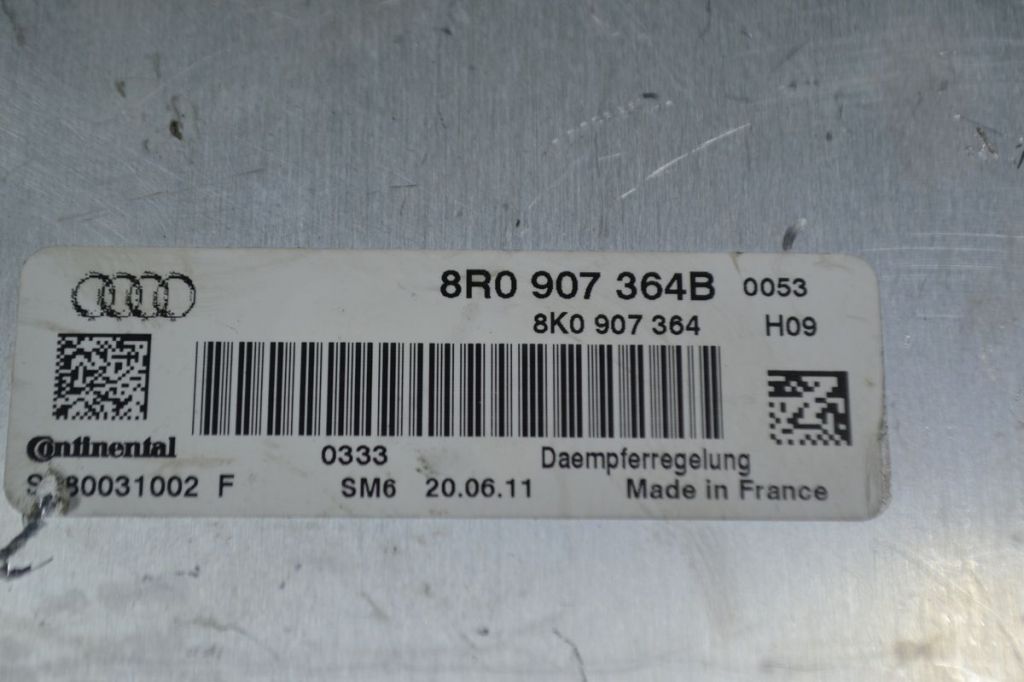 8R0 907 364B 0053
8K0 907 364 H09
Continental 0333 Daempferregelung
80031002 F SM6 20.06.11 Made in France